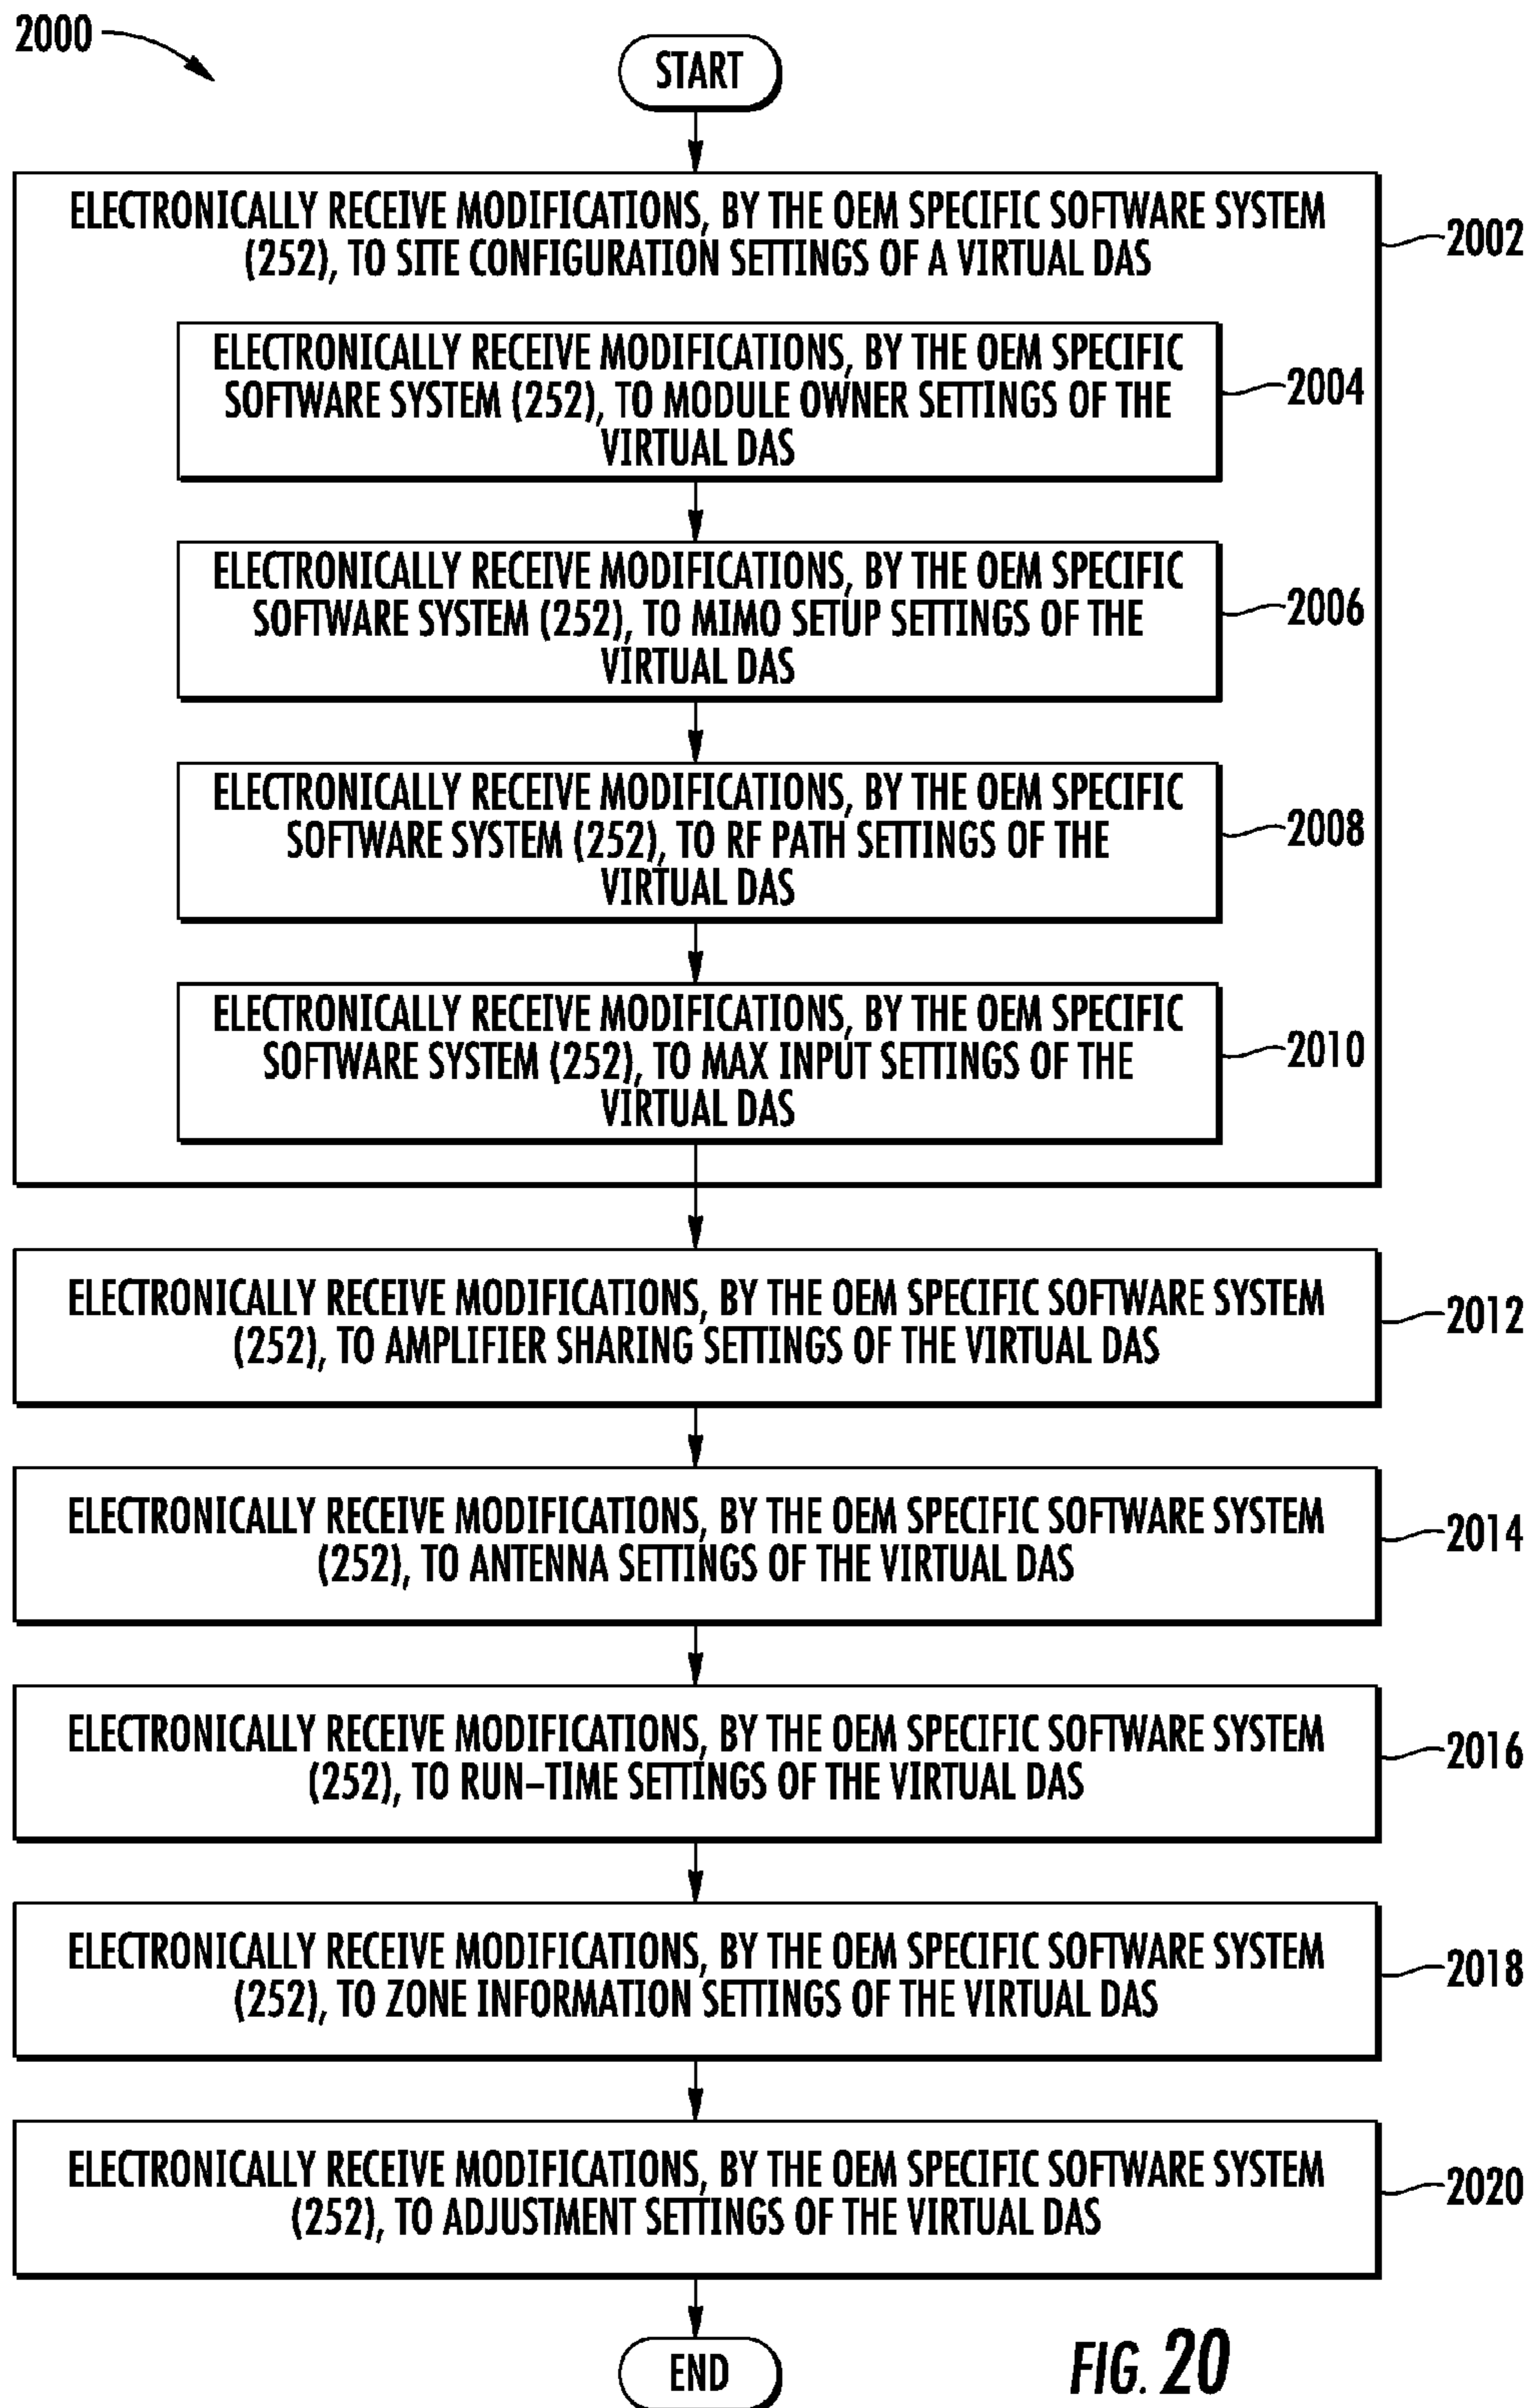 2000
START
ELECTRONICALLY RECEIVE MODIFICATIONS, BY THE OEM SPECIFIC SOFTWARE SYSTEM
(252), TO SITE CONFIGURATION SETTINGS OF A VIRTUAL DAS
2002
ELECTRONICALLY RECEIVE MODIFICATIONS, BY THE OEM SPECIFIC
SOFTWARE SYSTEM (252), TO MODULE OWNER SETTINGS OF THE
VIRTUAL DAS
2004
ELECTRONICALLY RECEIVE MODIFICATIONS, BY THE OEM SPECIFIC
SOFTWARE SYSTEM (252), TO MIMO SETUP SETTINGS OF THE
VIRTUAL DAS
2006
ELECTRONICALLY RECEIVE MODIFICATIONS, BY THE OEM SPECIFIC
SOFTWARE SYSTEM (252), TO RF PATH SETTINGS OF THE
VIRTUAL DAS
2008
ELECTRONICALLY RECEIVE MODIFICATIONS, BY THE OEM SPECIFIC
SOFTWARE SYSTEM (252), TO MAX INPUT SETTINGS OF THE
VIRTUAL DAS
2010
ELECTRONICALLY RECEIVE MODIFICATIONS, BY THE OEM SPECIFIC SOFTWARE SYSTEM
(252), TO AMPLIFIER SHARING SETTINGS OF THE VIRTUAL DAS
2012
ELECTRONICALLY RECEIVE MODIFICATIONS, BY THE OEM SPECIFIC SOFTWARE SYSTEM
(252), TO ANTENNA SETTINGS OF THE VIRTUAL DAS
2014
ELECTRONICALLY RECEIVE MODIFICATIONS, BY THE OEM SPECIFIC SOFTWARE SYSTEM
(252), TO RUN–TIME SETTINGS OF THE VIRTUAL DAS
2016
ELECTRONICALLY RECEIVE MODIFICATIONS, BY THE OEM SPECIFIC SOFTWARE SYSTEM
(252), TO ZONE INFORMATION SETTINGS OF THE VIRTUAL DAS
2018
ELECTRONICALLY RECEIVE MODIFICATIONS, BY THE OEM SPECIFIC SOFTWARE SYSTEM
(252), TO ADJUSTMENT SETTINGS OF THE VIRTUAL DAS
2020
END
FIG. 20